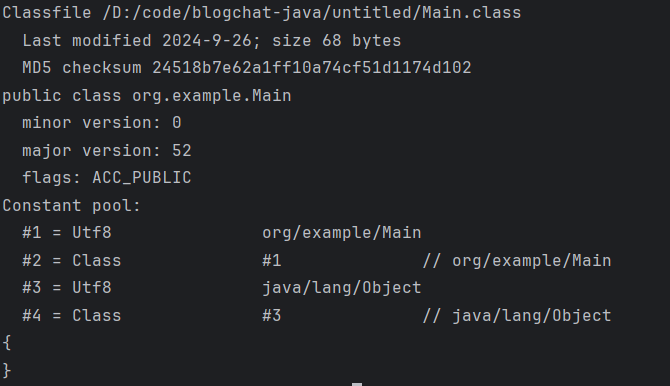 Classfile /D:/code/blogchat-java/untitled/Main.class
  Last modified 2024-9-26; size 68 bytes
  MD5 checksum 24518b7e62a1ff10a74cf51d1174d102
public class org.example.Main
  minor version: 0
  major version: 52
  flags: ACC_PUBLIC
Constant pool:
  #1 = Utf8               org/example/Main
  #2 = Class              #1              // org/example/Main
  #3 = Utf8               java/lang/Object
  #4 = Class              #3              // java/lang/Object
{
}